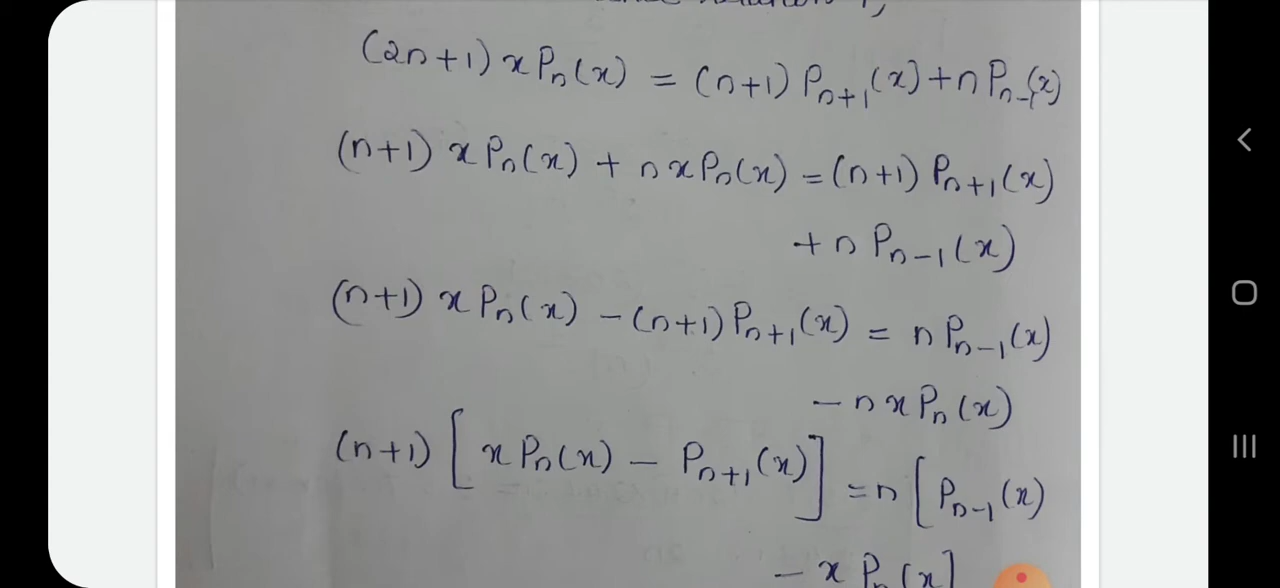 (2n+1) x Pₙ(x) = (n+1) Pₙ₊₁(x) + n Pₙ₋₁(x)
(n+1) x Pₙ(x) + n x Pₙ(x) = (n+1) Pₙ₊₁(x)
+ n Pₙ₋₁(x)
(n+1) x Pₙ(x) – (n+1) Pₙ₊₁(x) = n Pₙ₋₁(x)
– n x Pₙ(x)
(n+1) [ x Pₙ(x) – Pₙ₊₁(x) ] = n [ Pₙ₋₁(x)
– x Pₙ(x]